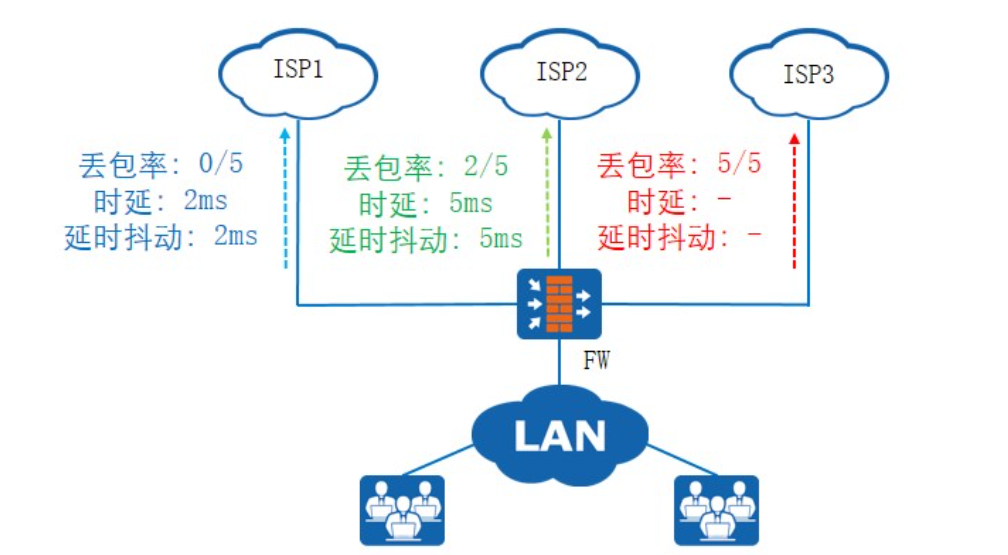 ISP1
ISP2
ISP3
丢包率: 0/5
时延: 2ms
延时抖动: 2ms
丢包率: 2/5
时延: 5ms
延时抖动: 5ms
丢包率: 5/5
时延: -
延时抖动: -
FW
LAN